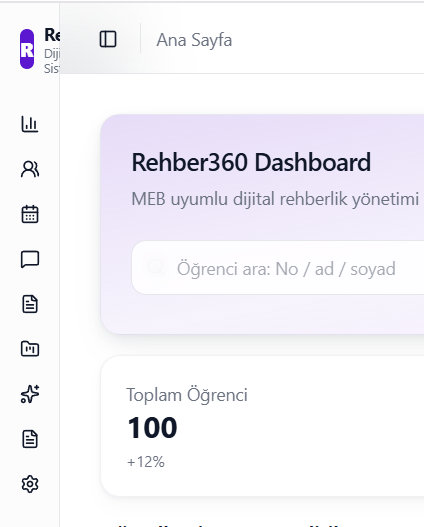 R
Re
Diji
Sis
Ana Sayfa
Rehber360 Dashboard
MEB uyumlu dijital rehberlik yönetimi
Öğrenci ara: No / ad / soyad
Toplam Öğrenci
100
+12%